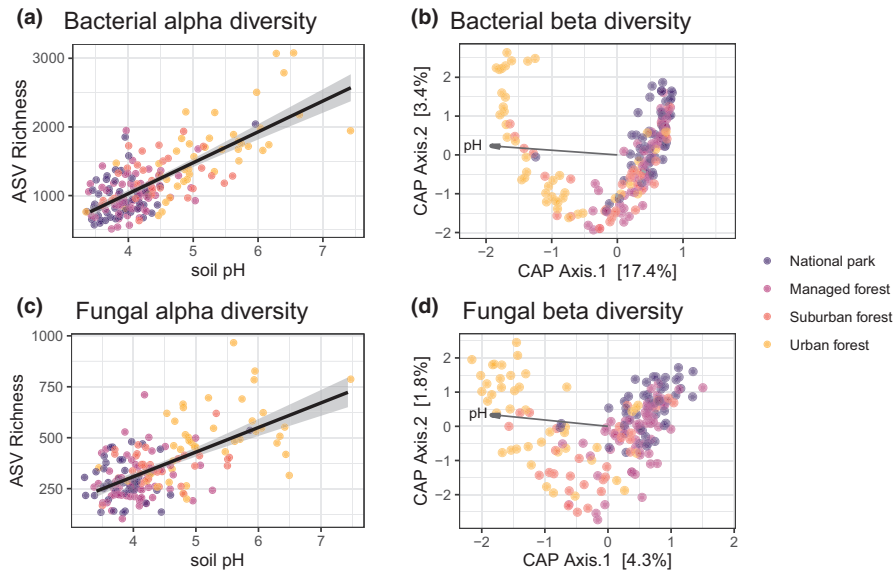 (a) Bacterial alpha diversity
3000
2000
1000
ASV Richness
4 5 6 7
soil pH
(b) Bacterial beta diversity
2
1
0
−1
−2
CAP Axis.2 [3.4%]
pH
−2 −1 0 1
CAP Axis.1 [17.4%]
National park
Managed forest
Suburban forest
Urban forest
(c) Fungal alpha diversity
1000
750
500
250
ASV Richness
4 5 6 7
soil pH
(d) Fungal beta diversity
2
1
0
−1
−2
CAP Axis.2 [1.8%]
pH
−2 −1 0 1 2
CAP Axis.1 [4.3%]